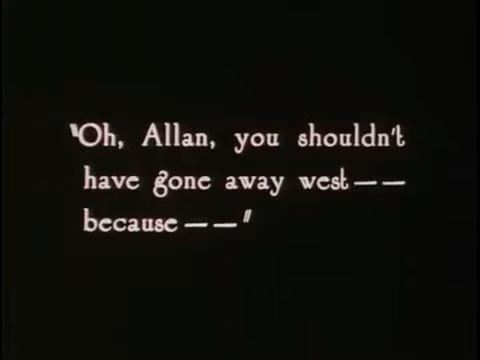 "Oh, Allan, you shouldn't
have gone away west——
because——"